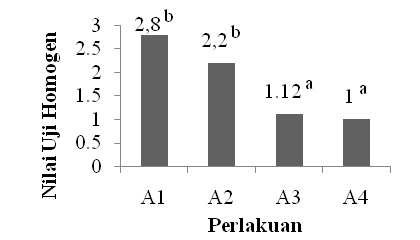 Nilai Uji Homogen
3
2.5
2
1.5
1
0.5
0
2,8 b
2,2 b
1.12 a
1 a
A1 A2 A3 A4
Perlakuan